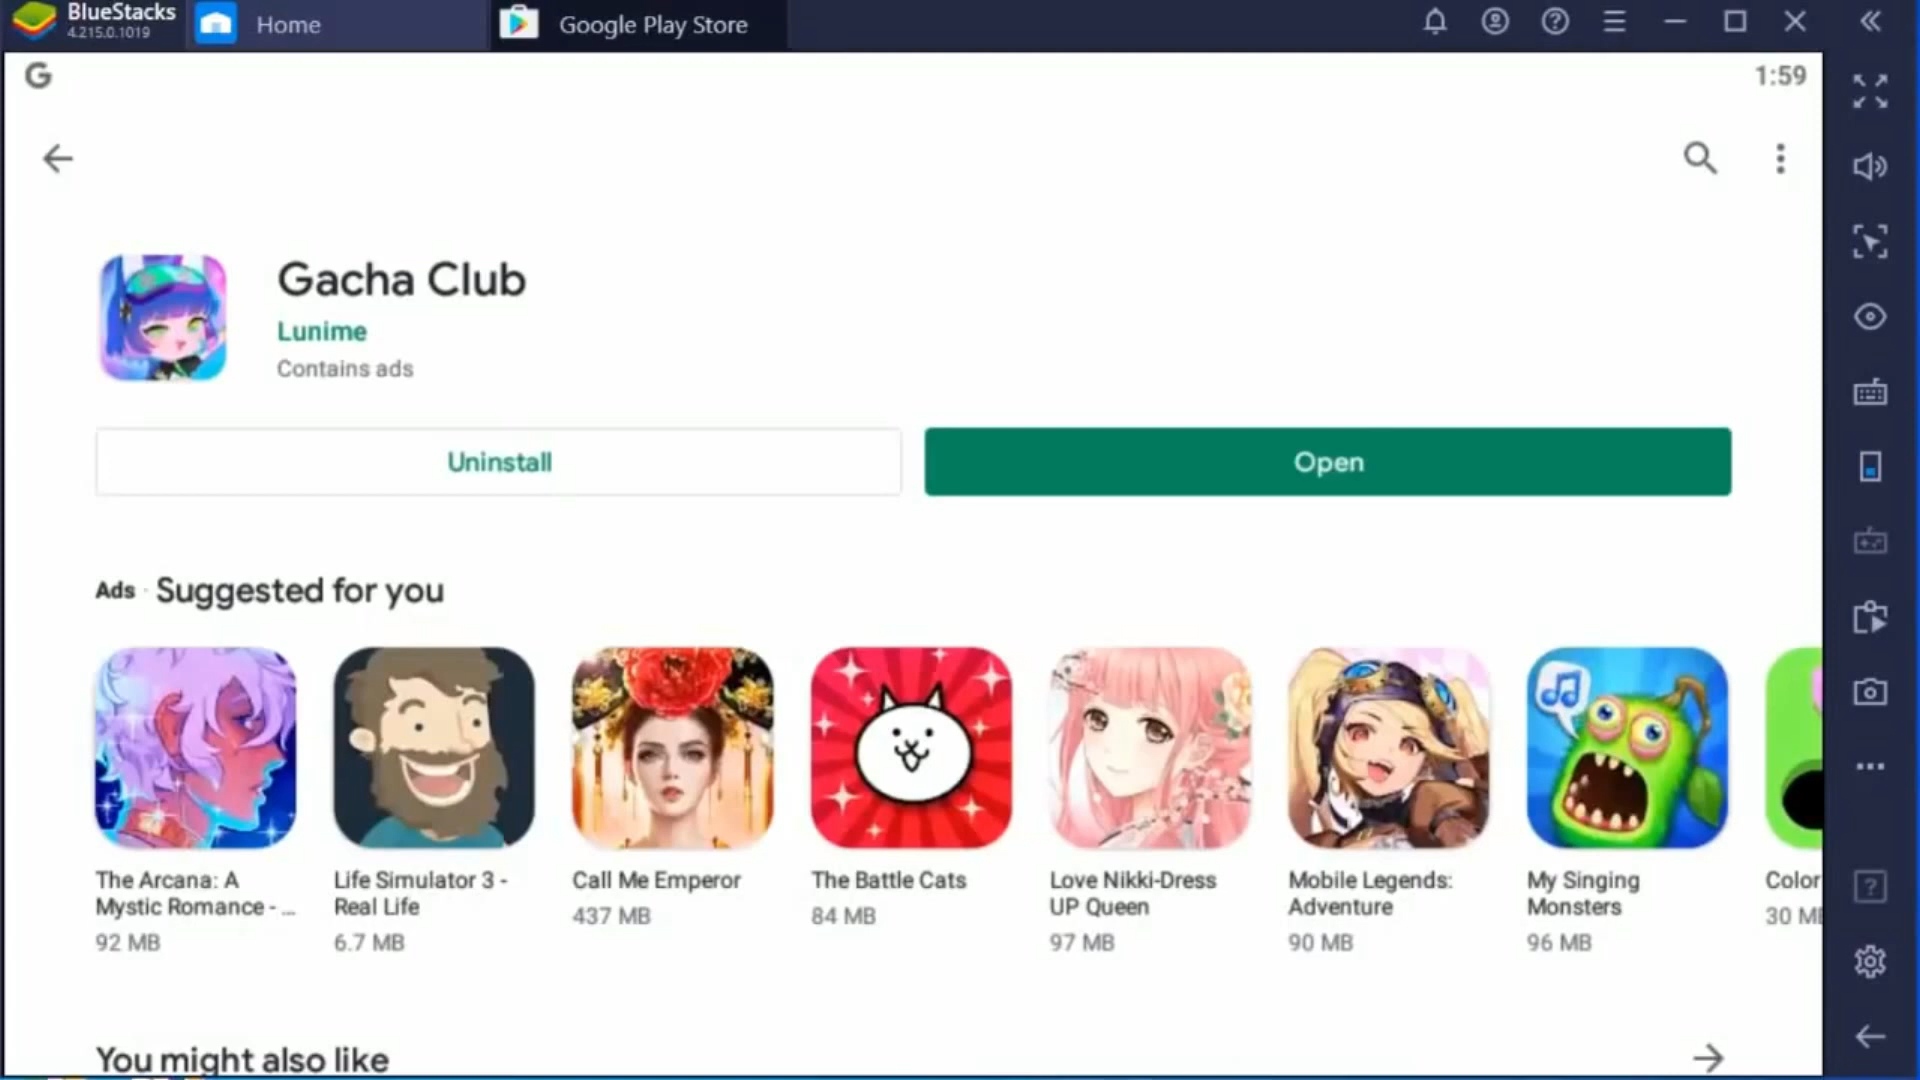 BlueStacks
4.215.0.1019
Home
Google Play Store
G
1:59
Gacha Club
Lunime
Contains ads
Uninstall
Open
Ads · Suggested for you
The Arcana: A
Mystic Romance - ...
92 MB
Life Simulator 3 -
Real Life
6.7 MB
Call Me Emperor
437 MB
The Battle Cats
84 MB
Love Nikki-Dress
UP Queen
97 MB
Mobile Legends:
Adventure
90 MB
My Singing
Monsters
96 MB
Color
30 MB
You might also like